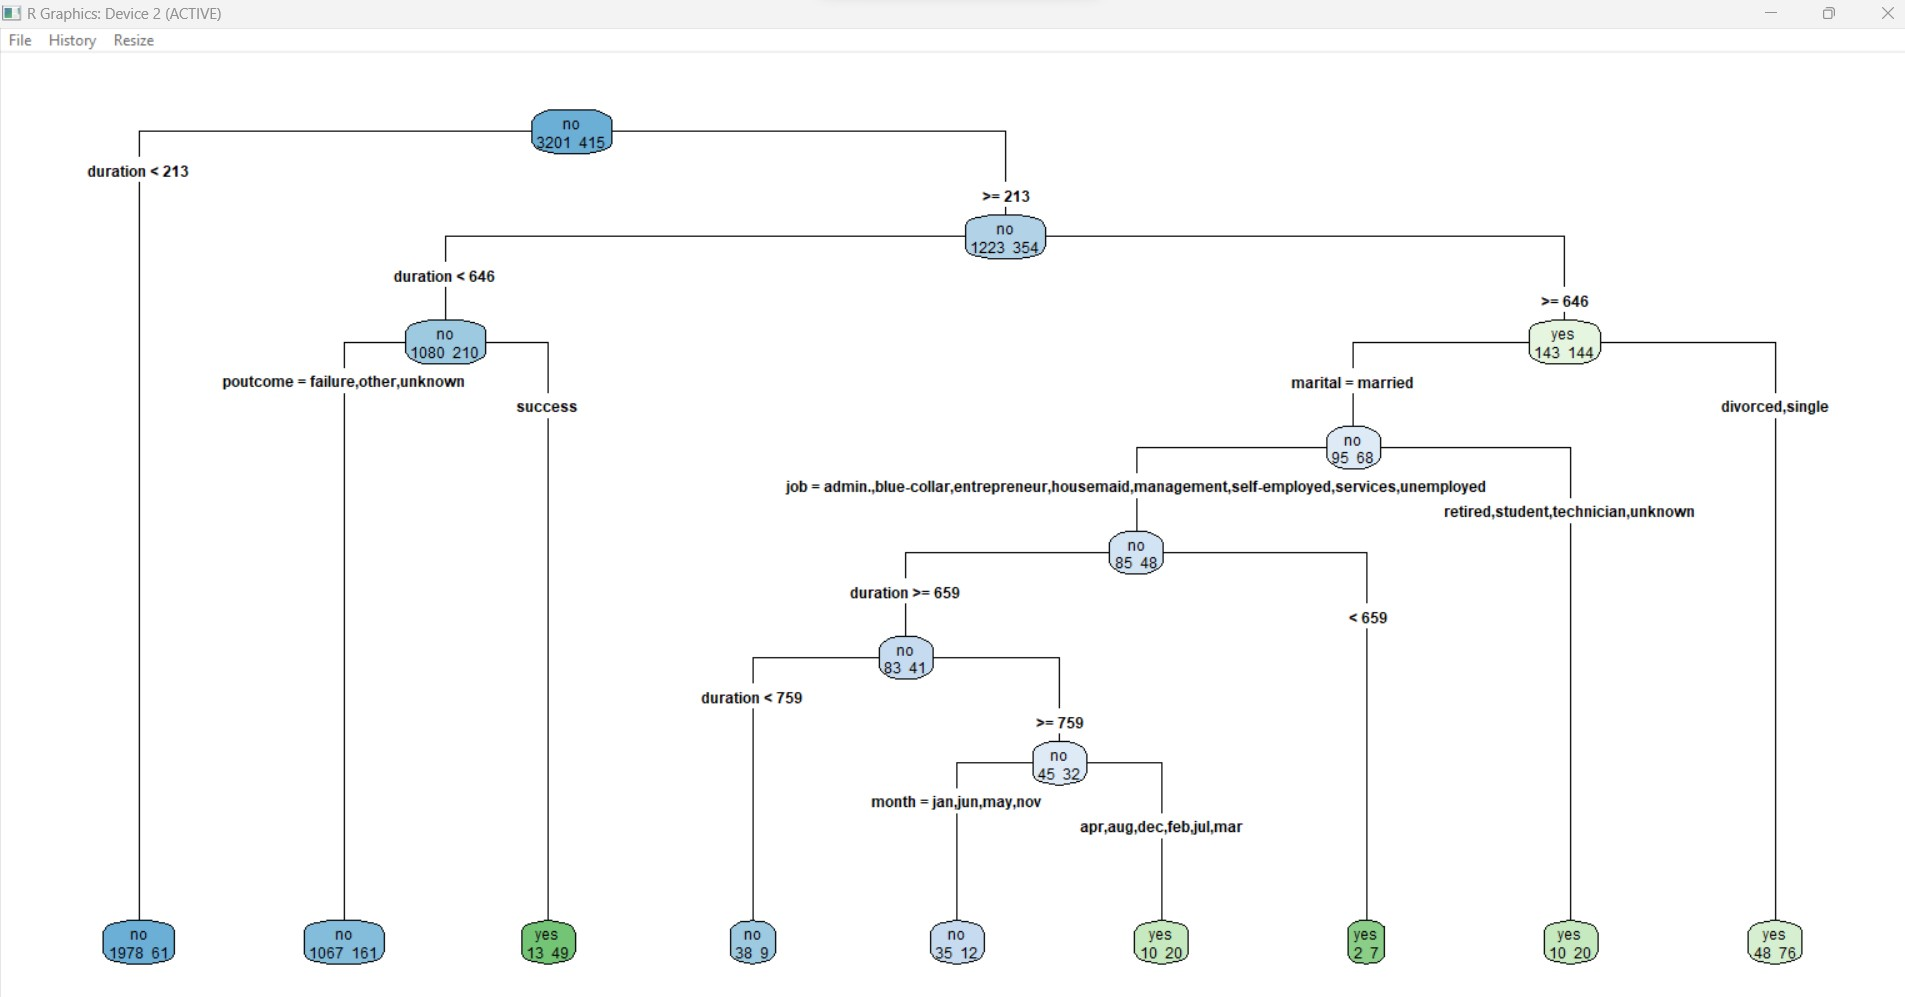 R Graphics: Device 2 (ACTIVE)
File History Resize
no
3201 415
duration < 213
>= 213
no
1223 354
duration < 646
>= 646
no
1080 210
yes
143 144
poutcome = failure,other,unknown
success
marital = married
divorced,single
no
95 68
job = admin.,blue-collar,entrepreneur,housemaid,management,self-employed,services,unemployed
retired,student,technician,unknown
no
85 48
duration >= 659
< 659
no
83 41
duration < 759
>= 759
no
45 32
month = jan,jun,may,nov
apr,aug,dec,feb,jul,mar
no
1978 61
no
1067 161
yes
13 49
no
38 9
no
35 12
yes
10 20
yes
2 7
yes
10 20
yes
48 76